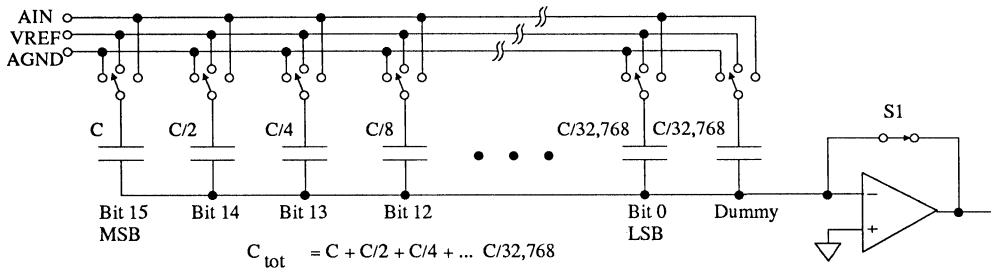 AIN
VREF
AGND
S1
C
C/2
C/4
C/8
C/32,768
C/32,768
−
+
Bit 15
MSB
Bit 14
Bit 13
Bit 12
Bit 0
LSB
Dummy
C tot = C + C/2 + C/4 + ... C/32,768